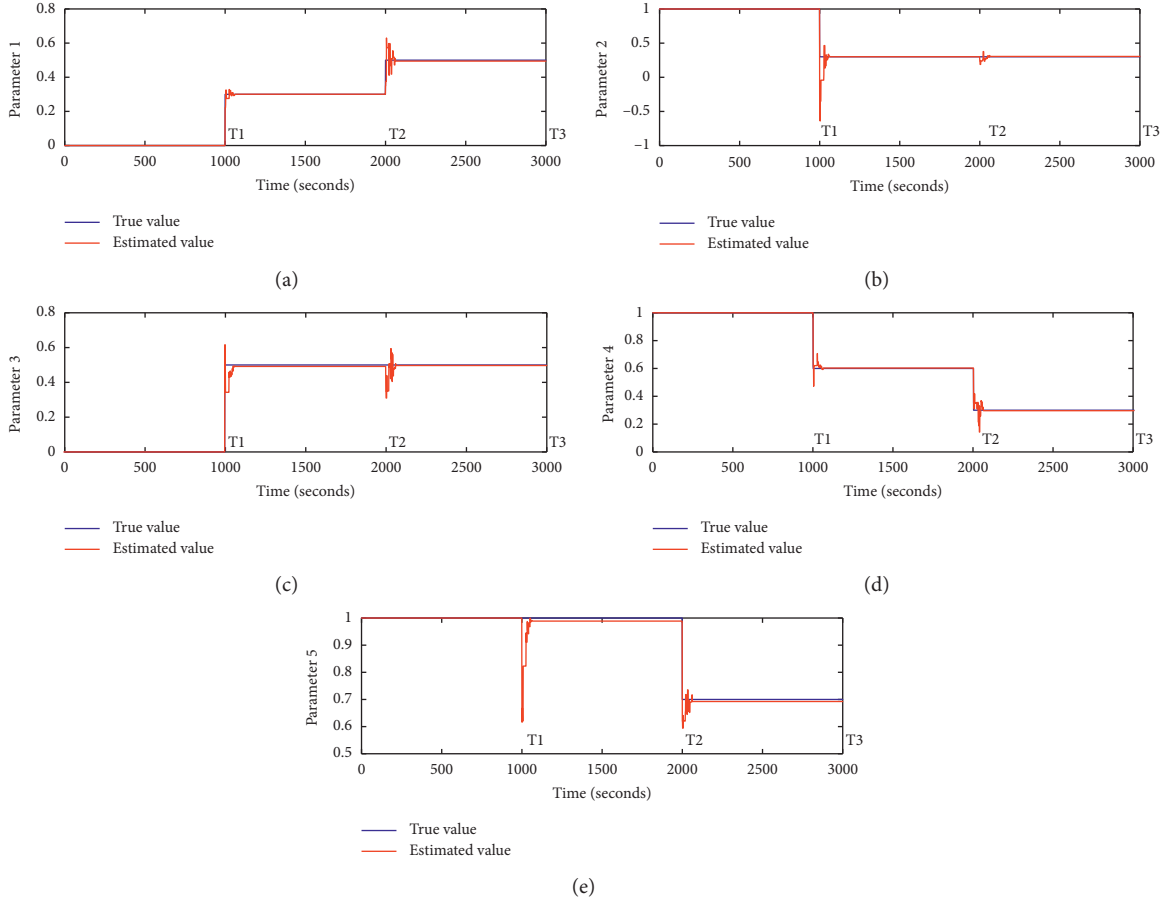 Parameter 1
0.8
0.6
0.4
0.2
0
T1
T2
T3
0 500 1000 1500 2000 2500 3000
Time (seconds)
True value
Estimated value
(a)
Parameter 2
1
0.5
0
−0.5
−1
T1
T2
T3
0 500 1000 1500 2000 2500 3000
Time (seconds)
True value
Estimated value
(b)
Parameter 3
0.8
0.6
0.4
0.2
0
T1
T2
T3
0 500 1000 1500 2000 2500 3000
Time (seconds)
True value
Estimated value
(c)
Parameter 4
1
0.8
0.6
0.4
0.2
0
T1
T2
T3
0 500 1000 1500 2000 2500 3000
Time (seconds)
True value
Estimated value
(d)
Parameter 5
1
0.9
0.8
0.7
0.6
0.5
T1
T2
T3
0 500 1000 1500 2000 2500 3000
Time (seconds)
True value
Estimated value
(e)